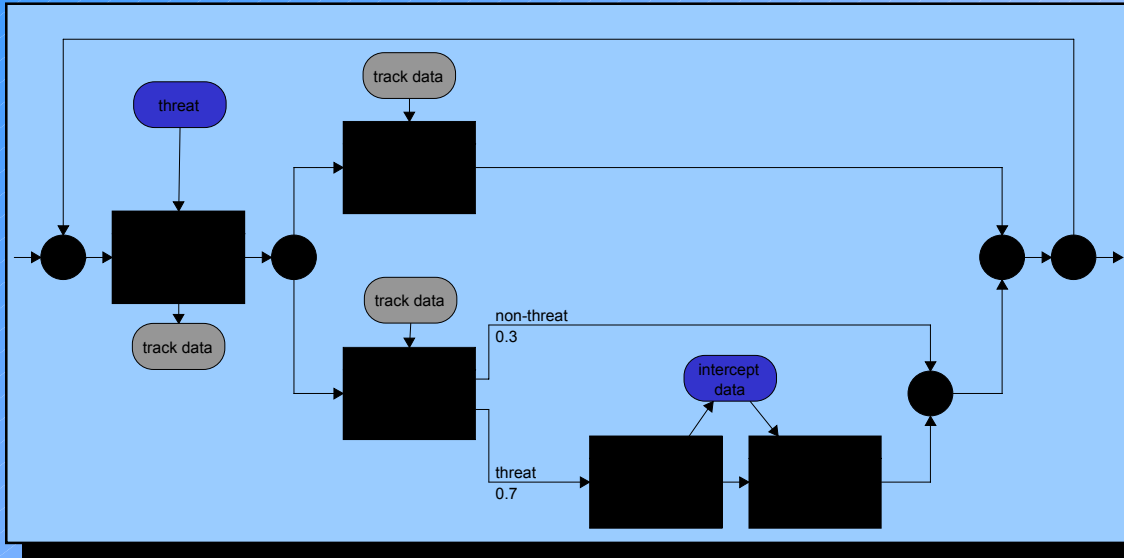 track data
threat
track data
track data
non-threat
0.3
intercept
data
threat
0.7